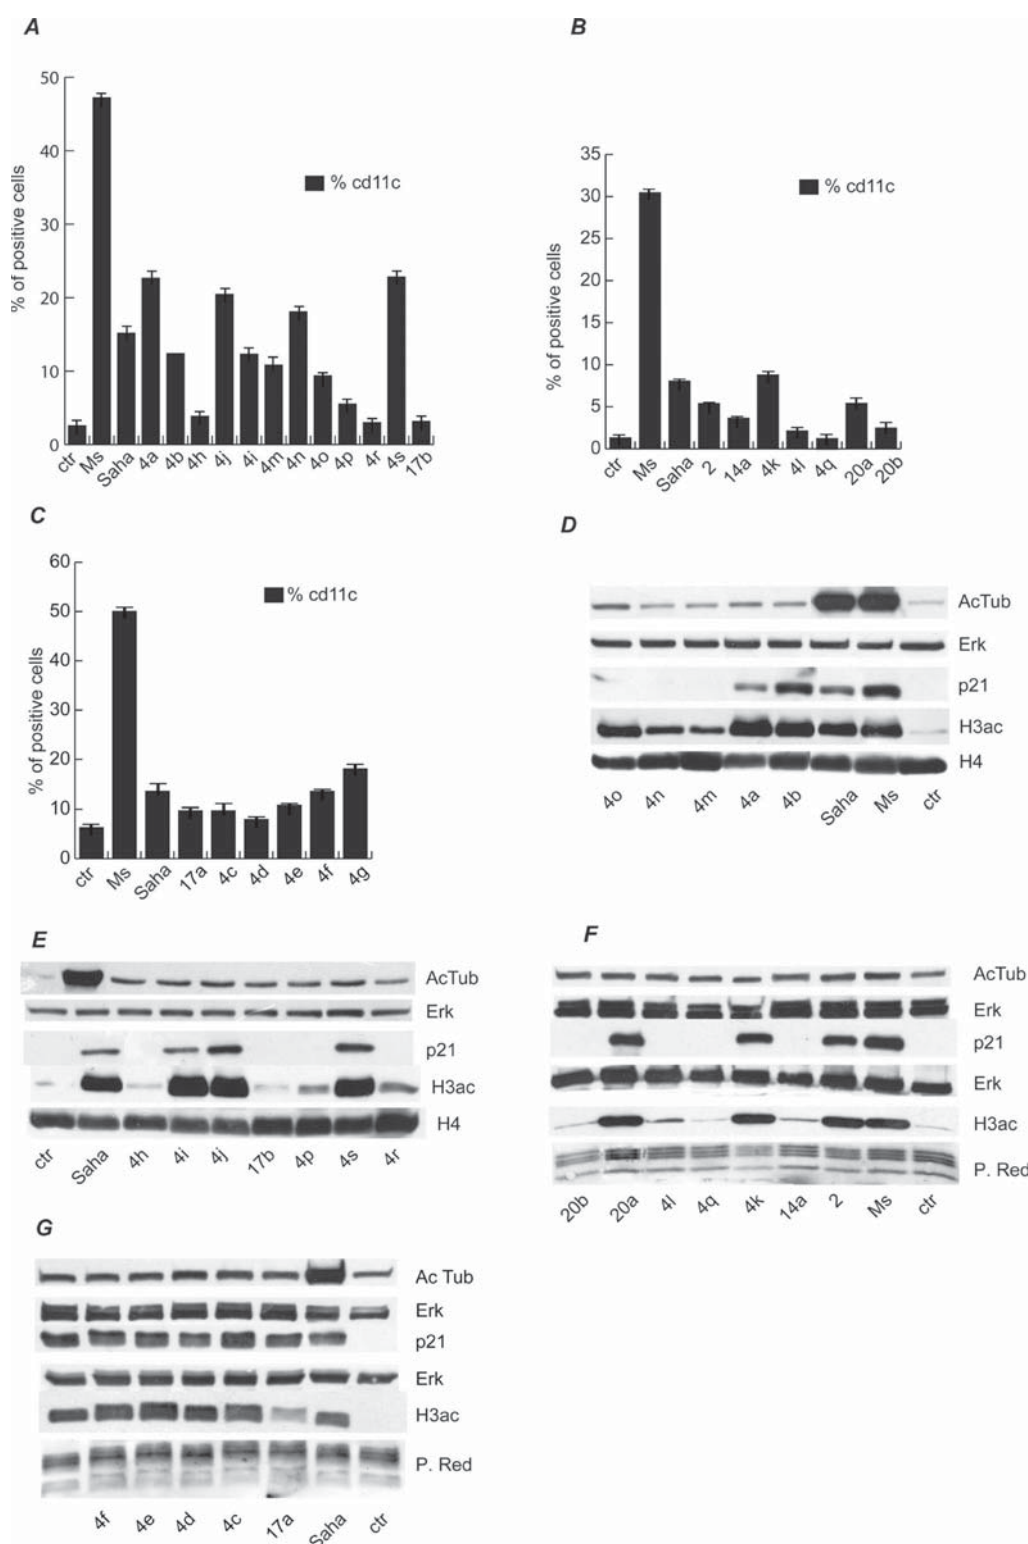 A
B
% of positive cells
50
40
30
20
10
0
% cd11c
ctr Ms Saha 4a 4b 4h 4j 4i 4m 4n 4o 4p 4r 4s 17b
% of positive cells
35
30
25
20
15
10
5
0
% cd11c
ctr Ms Saha 2 14a 4k 4l 4q 20a 20b
C
% of positive cells
60
50
40
30
20
10
0
% cd11c
ctr Ms Saha 17a 4c 4d 4e 4f 4g
D
AcTub
Erk
p21
H3ac
H4
4o 4n 4m 4a 4b Saha Ms ctr
E
AcTub
Erk
p21
H3ac
H4
ctr Saha 4h 4i 4j 17b 4p 4s 4r
F
AcTub
Erk
p21
Erk
H3ac
P. Red
20b 20a 4l 4q 4k 14a 2 Ms ctr
G
Ac Tub
Erk
p21
Erk
H3ac
P. Red
4f 4e 4d 4c 17a Saha ctr